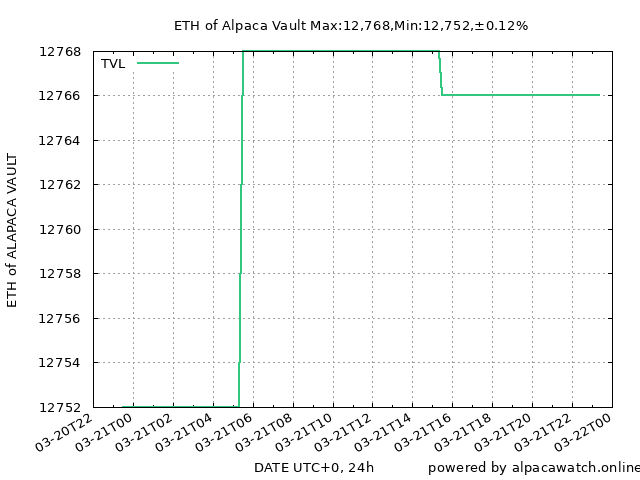 ETH of Alpaca Vault Max:12,768,Min:12,752,±0.12%
TVL
12768
12766
12764
12762
12760
12758
12756
12754
12752
ETH of ALAPACA VAULT
03-20T22
03-21T00
03-21T02
03-21T04
03-21T06
03-21T08
03-21T10
03-21T12
03-21T14
03-21T16
03-21T18
03-21T20
03-21T22
03-22T00
DATE UTC+0, 24h
powered by alpacawatch.online